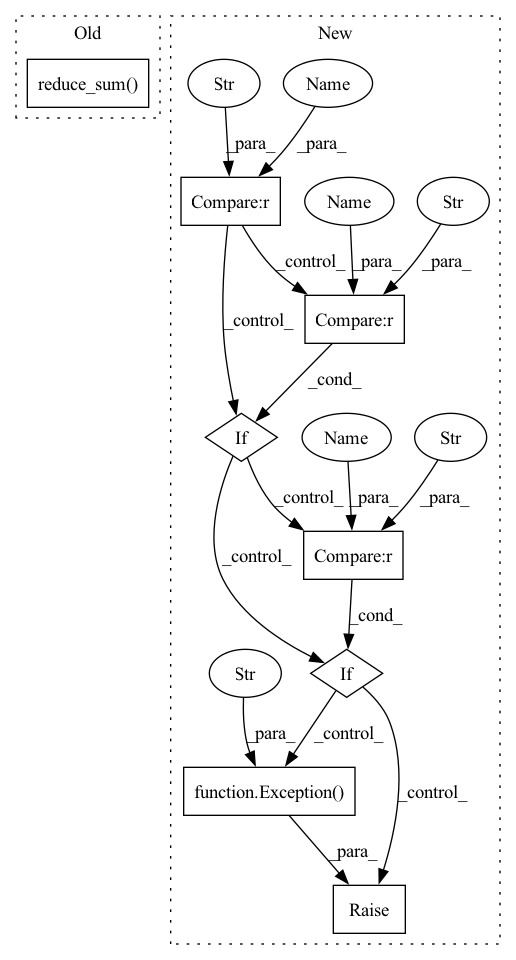 Old
New
reduce_sum()
Str
Name
_para_
_para_
Compare:r
Name
Str
_control_
_para_
_para_
_control_
Compare:r
_cond_
If
Name
Str
_control_
_para_
_para_
_control_
Compare:r
_cond_
Str
If
_para_
_control_
function.Exception()
_control_
_para_
Raise